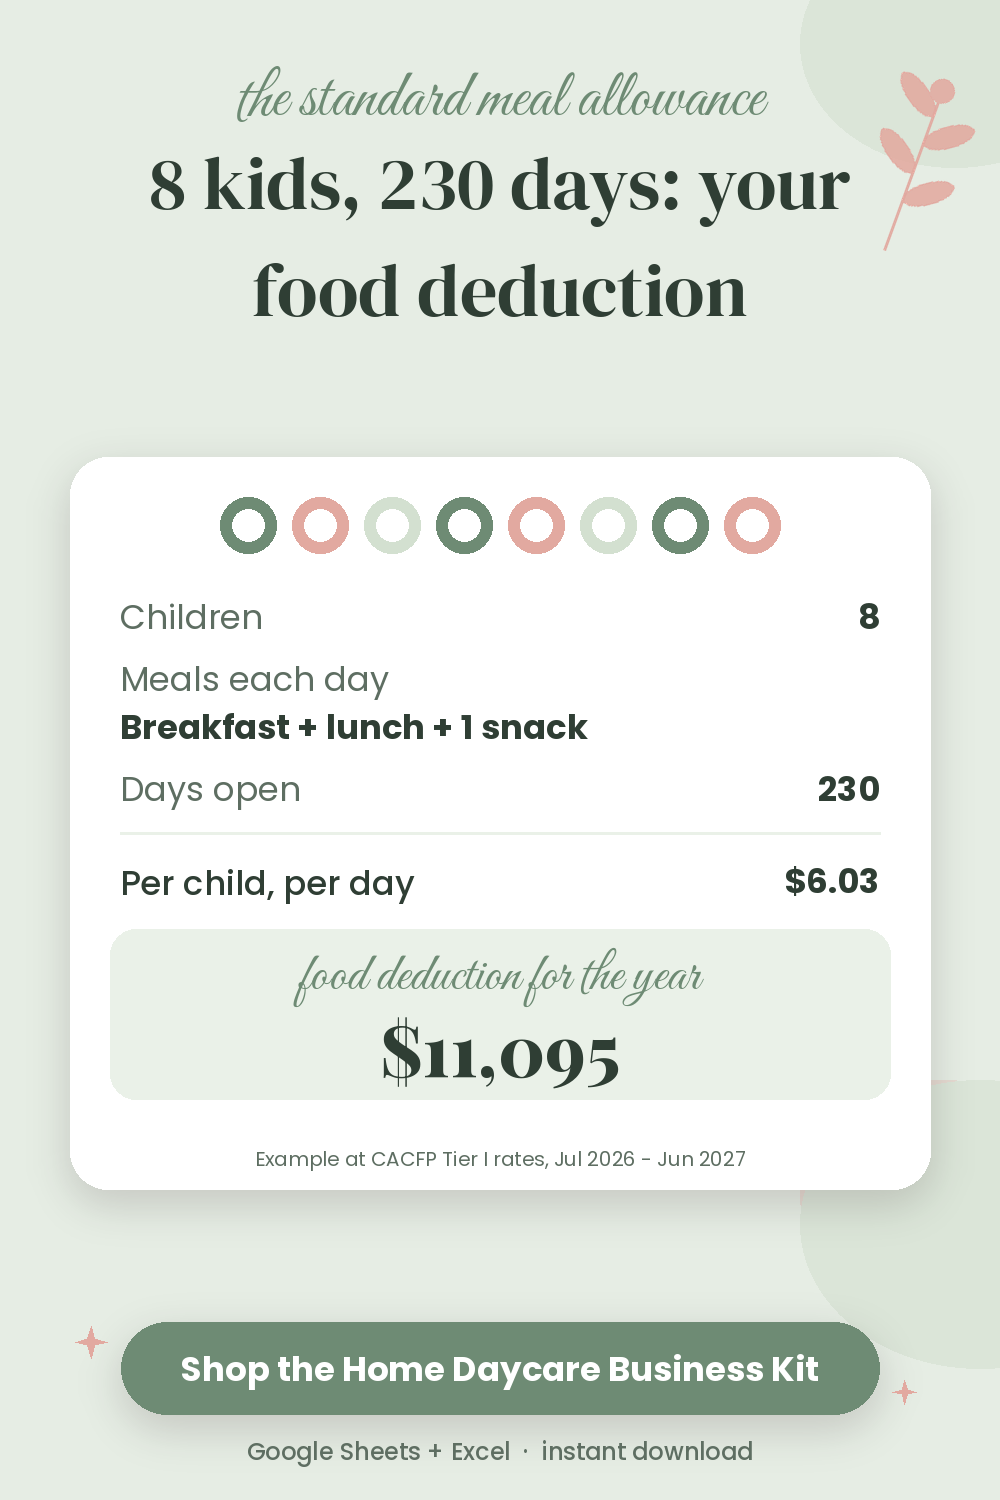 the standard meal allowance
8 kids, 230 days: your
food deduction
Children 8
Meals each day
Breakfast + lunch + 1 snack
Days open 230
Per child, per day $6.03
food deduction for the year
$11,095
Example at CACFP Tier I rates, Jul 2026 - Jun 2027
Shop the Home Daycare Business Kit
Google Sheets + Excel · instant download